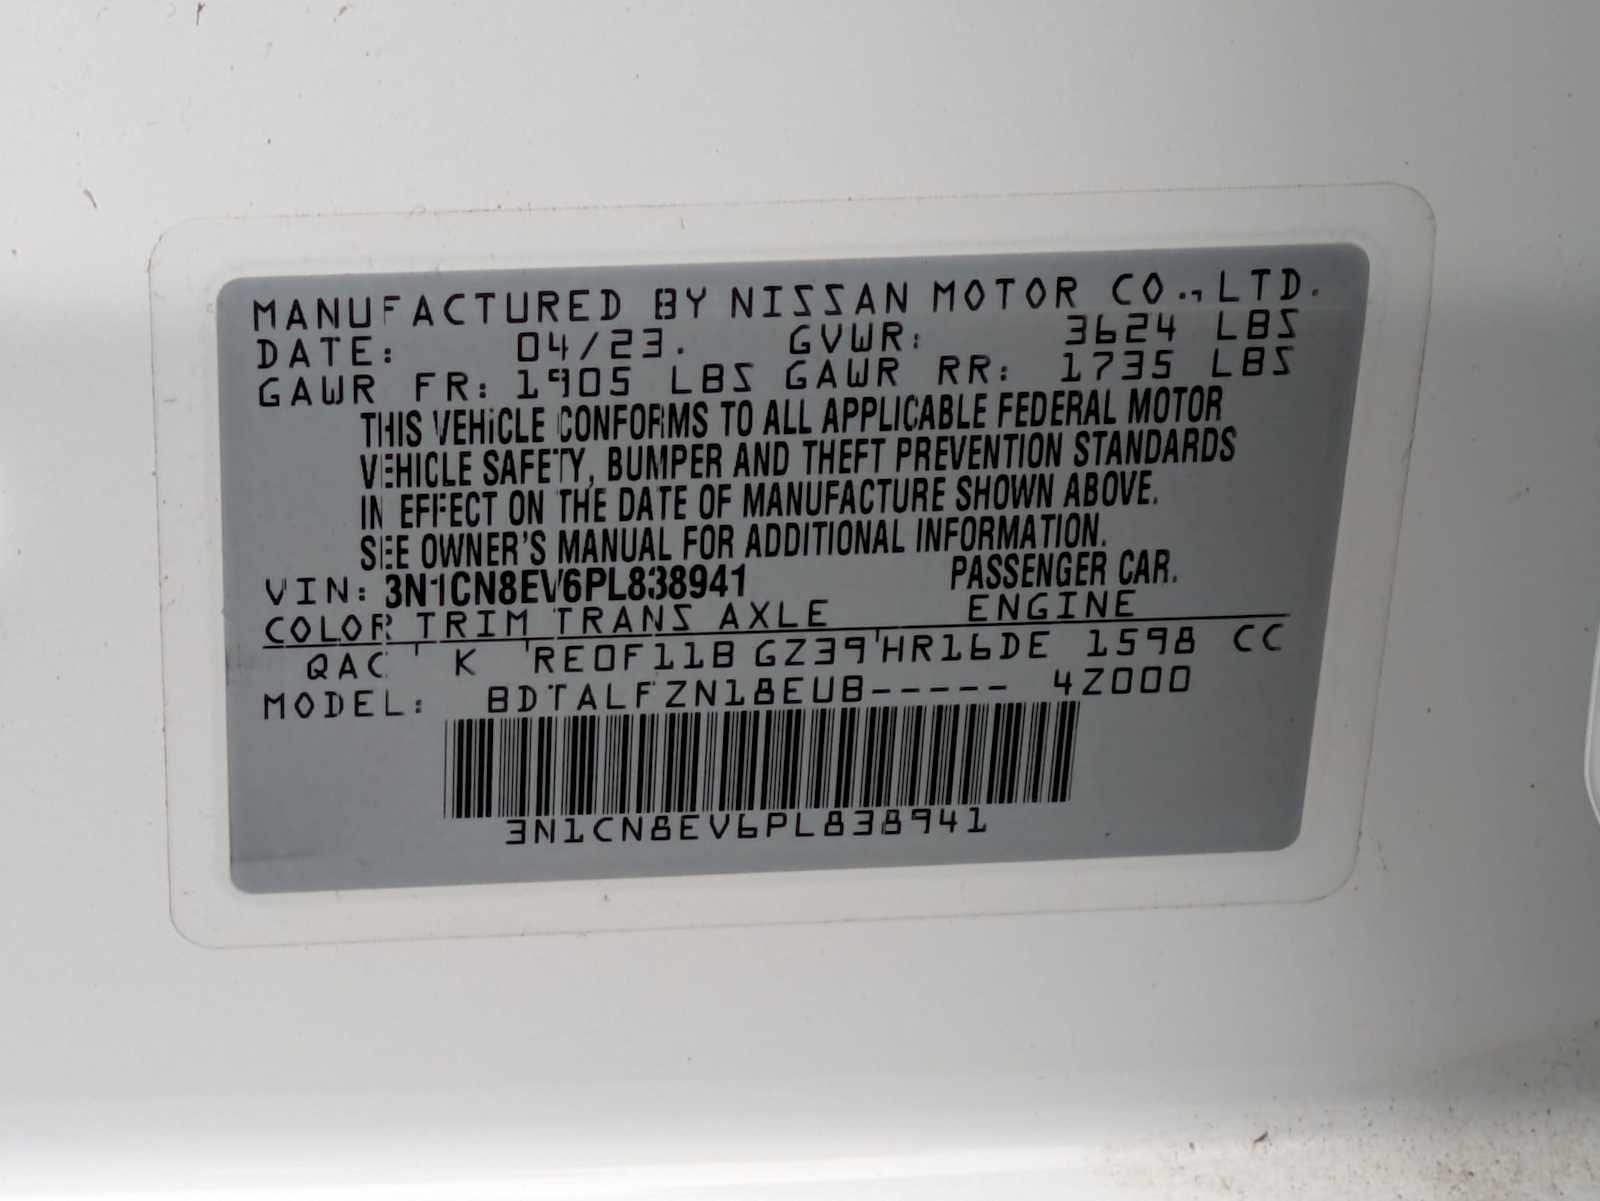 MANUFACTURED BY NISSAN MOTOR CO., LTD.
DATE: 04/23. GVWR: 3624 LBS
GAWR FR: 1905 LBS GAWR RR: 1735 LBS
THIS VEHICLE CONFORMS TO ALL APPLICABLE FEDERAL MOTOR
VEHICLE SAFETY, BUMPER AND THEFT PREVENTION STANDARDS
IN EFFECT ON THE DATE OF MANUFACTURE SHOWN ABOVE.
SEE OWNER'S MANUAL FOR ADDITIONAL INFORMATION.
VIN: 3N1CN8EV6PL838941 PASSENGER CAR.
COLOR TRIM TRANS AXLE ENGINE
QAC K RE0F11B GZ39 HR16DE 1598 CC
MODEL: BDTALFZN18EUB----- 4Z000
3N1CN8EV6PL838941